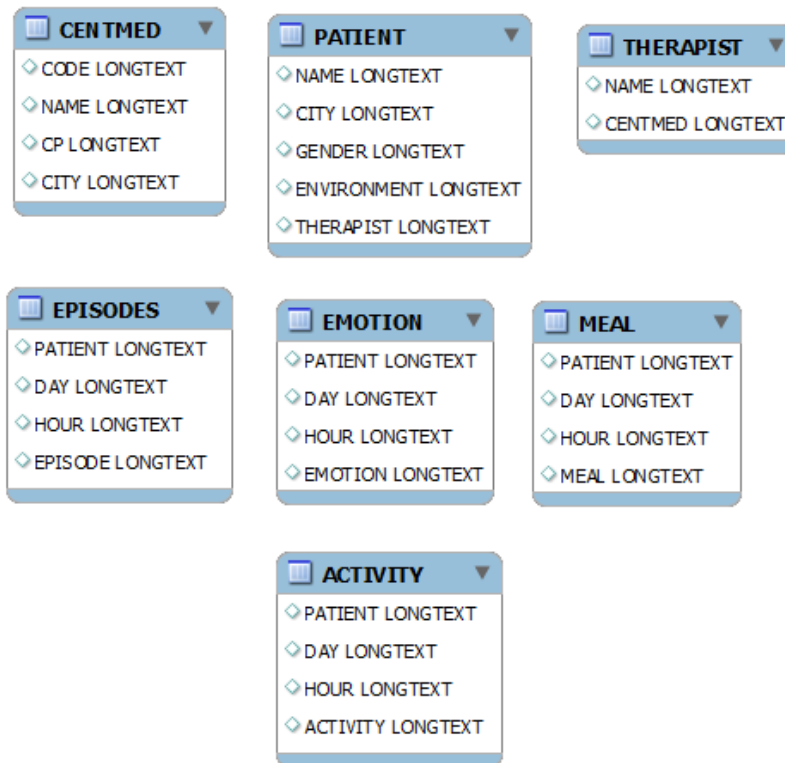 CENTMED
CODE LONGTEXT
NAME LONGTEXT
CP LONGTEXT
CITY LONGTEXT
PATIENT
NAME LONGTEXT
CITY LONGTEXT
GENDER LONGTEXT
ENVIRONMENT LONGTEXT
THERAPIST LONGTEXT
THERAPIST
NAME LONGTEXT
CENTMED LONGTEXT
EPISODES
PATIENT LONGTEXT
DAY LONGTEXT
HOUR LONGTEXT
EPISODE LONGTEXT
EMOTION
PATIENT LONGTEXT
DAY LONGTEXT
HOUR LONGTEXT
EMOTION LONGTEXT
MEAL
PATIENT LONGTEXT
DAY LONGTEXT
HOUR LONGTEXT
MEAL LONGTEXT
ACTIVITY
PATIENT LONGTEXT
DAY LONGTEXT
HOUR LONGTEXT
ACTIVITY LONGTEXT